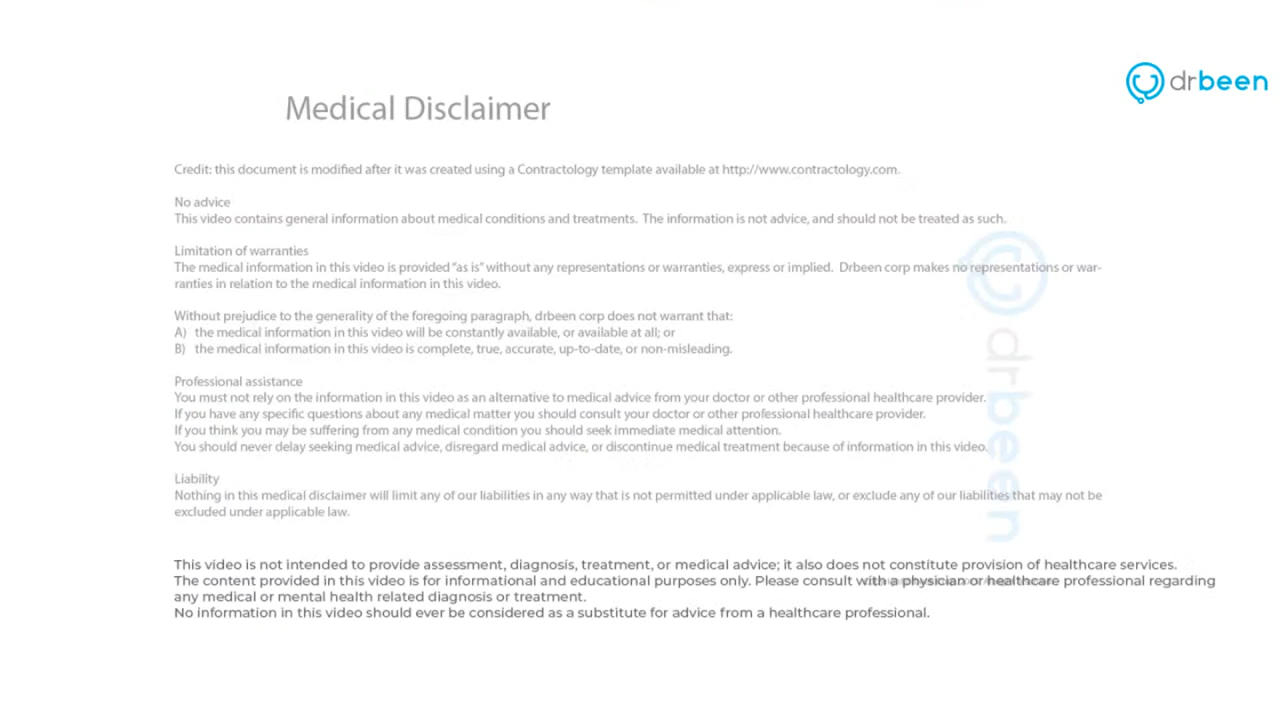 drbeen
Medical Disclaimer
Credit: this document is modified after it was created using a Contractology template available at http://www.contractology.com.
No advice
This video contains general information about medical conditions and treatments. The information is not advice, and should not be treated as such.
Limitation of warranties
The medical information in this video is provided “as is” without any representations or warranties, express or implied. Drbeen corp makes no representations or war-
ranties in relation to the medical information in this video.
Without prejudice to the generality of the foregoing paragraph, drbeen corp does not warrant that:
A) the medical information in this video will be constantly available, or available at all; or
B) the medical information in this video is complete, true, accurate, up-to-date, or non-misleading.
Professional assistance
You must not rely on the information in this video as an alternative to medical advice from your doctor or other professional healthcare provider.
If you have any specific questions about any medical matter you should consult your doctor or other professional healthcare provider.
If you think you may be suffering from any medical condition you should seek immediate medical attention.
You should never delay seeking medical advice, disregard medical advice, or discontinue medical treatment because of information in this video.
Liability
Nothing in this medical disclaimer will limit any of our liabilities in any way that is not permitted under applicable law, or exclude any of our liabilities that may not be
excluded under applicable law.
This video is not intended to provide assessment, diagnosis, treatment, or medical advice; it also does not constitute provision of healthcare services.
The content provided in this video is for informational and educational purposes only. Please consult with a physician or healthcare professional regarding
any medical or mental health related diagnosis or treatment.
No information in this video should ever be considered as a substitute for advice from a healthcare professional.
drbeen